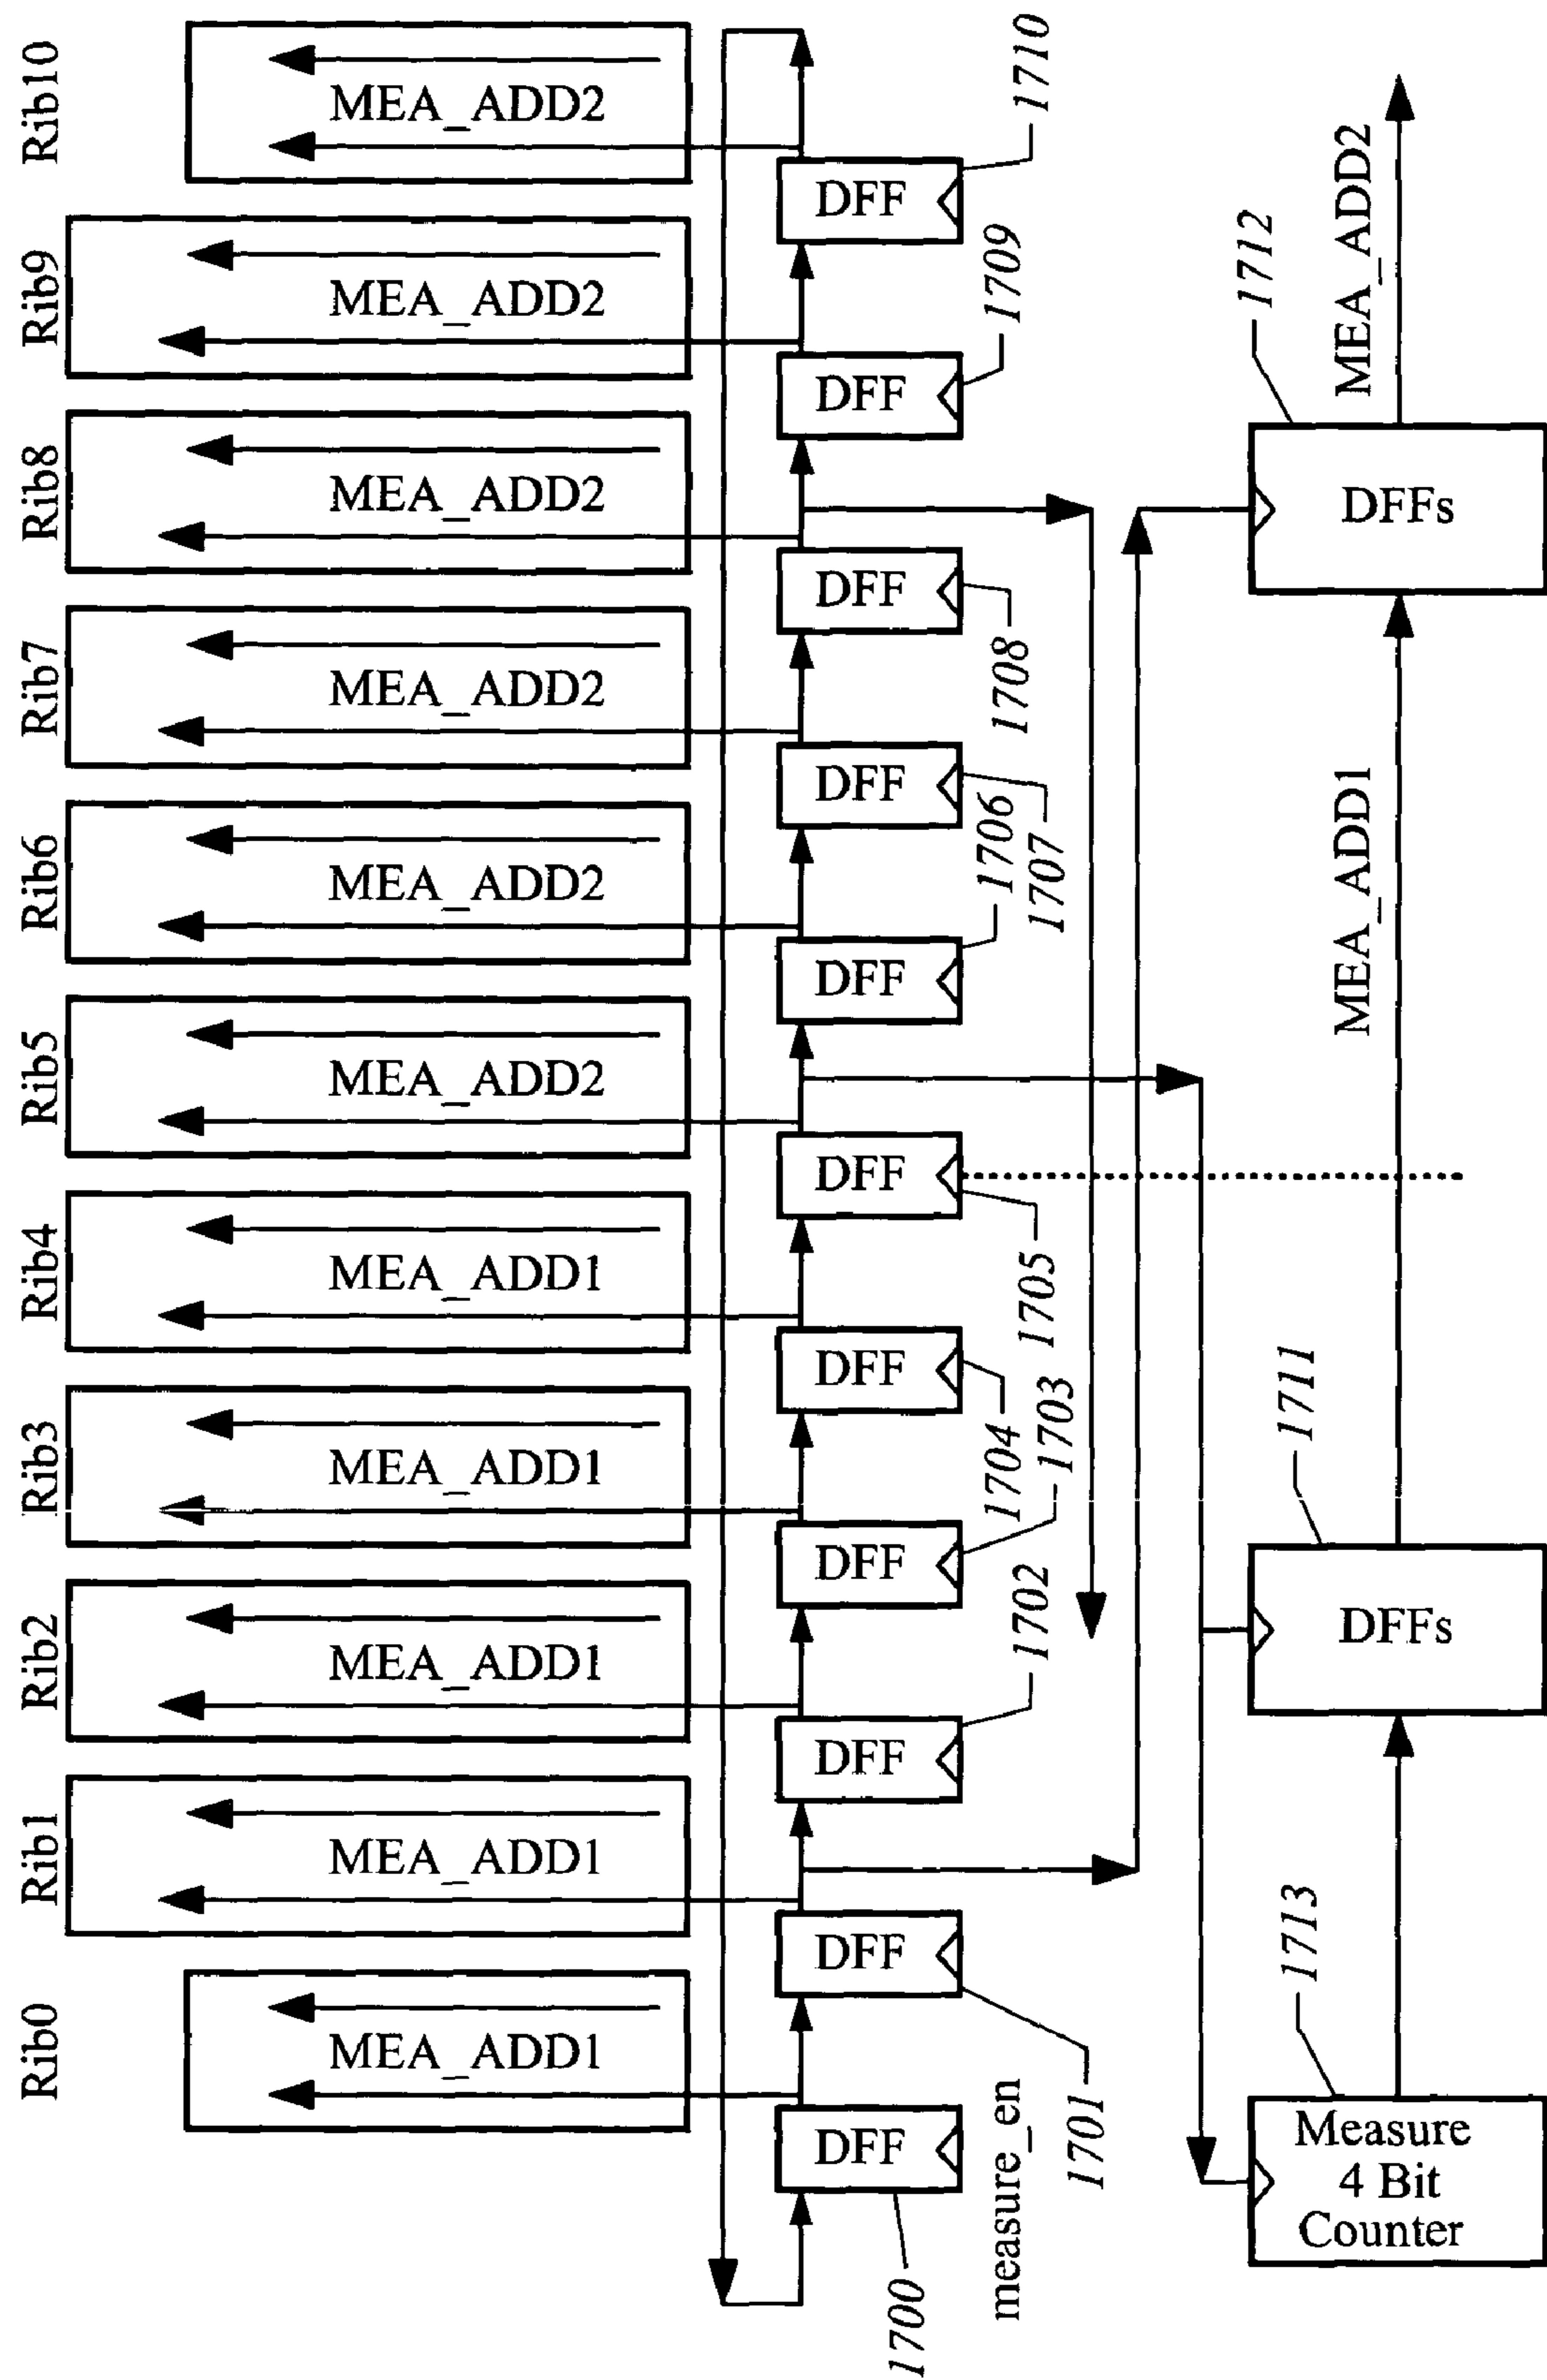 Rib0
Rib1
Rib2
Rib3
Rib4
Rib5
Rib6
Rib7
Rib8
Rib9
Rib10
MEA_ADD1
MEA_ADD1
MEA_ADD1
MEA_ADD1
MEA_ADD1
MEA_ADD2
MEA_ADD2
MEA_ADD2
MEA_ADD2
MEA_ADD2
MEA_ADD2
DFF
DFF
DFF
DFF
DFF
DFF
DFF
DFF
DFF
DFF
DFF
1700
measure_en
1701
1702
1703
1704
1705
1706
1707
1708
1709
1710
1713
1711
1712
Measure
4 Bit
Counter
DFFs
MEA_ADD1
DFFs
MEA_ADD2